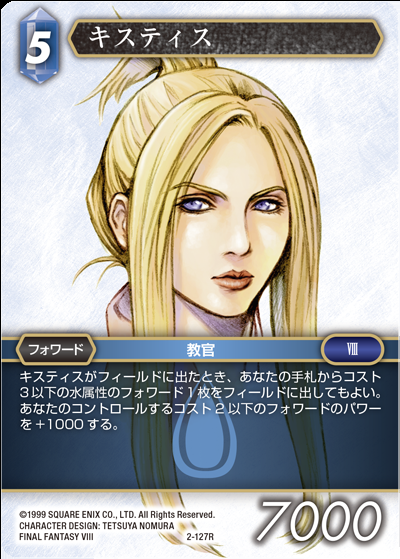 5
キスティス
フォワード
教官
Ⅷ
キスティスがフィールドに出たとき、あなたの手札からコスト
3以下の水属性のフォワード1枚をフィールドに出してもよい。
あなたのコントロールするコスト2以下のフォワードのパワー
を+1000する。
©1999 SQUARE ENIX CO., LTD. All Rights Reserved.
CHARACTER DESIGN: TETSUYA NOMURA
FINAL FANTASY VIII
2-127R
7000